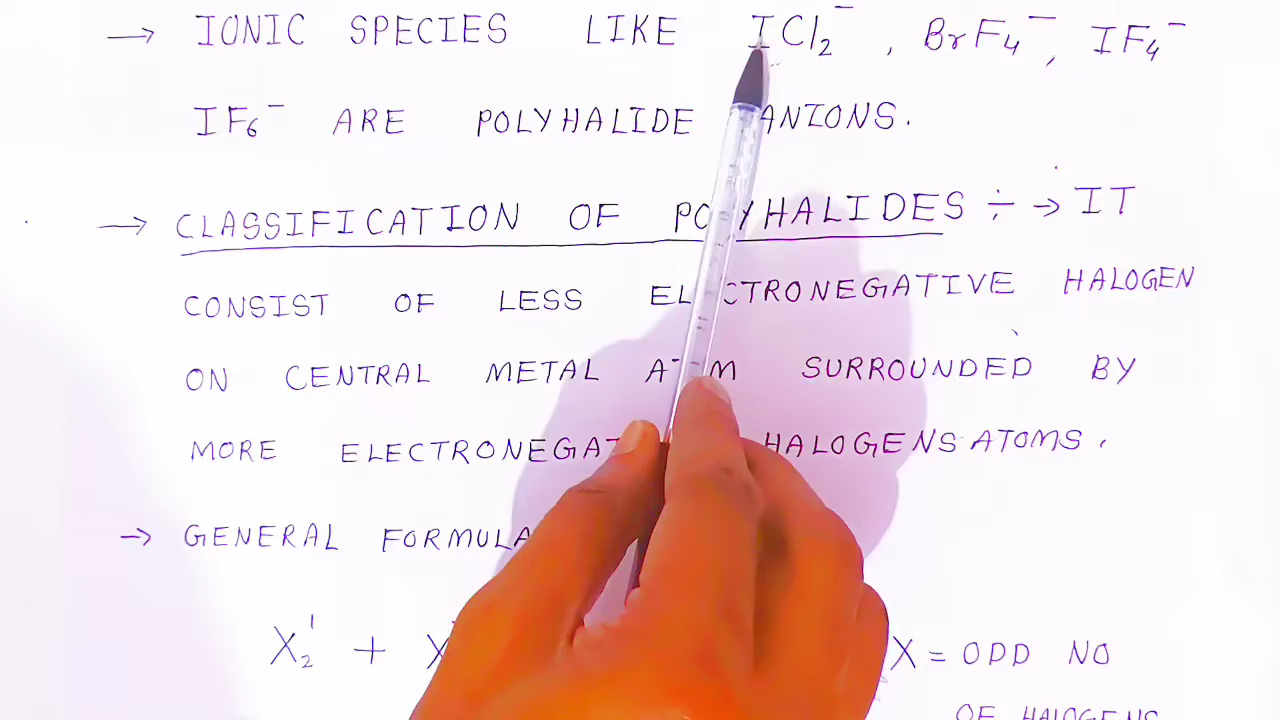 → IONIC SPECIES LIKE ICl₂⁻, BrF₄⁻, IF₄⁻
IF₆⁻ ARE POLYHALIDE ANIONS.
→ CLASSIFICATION OF POLYHALIDES ÷ → IT
CONSIST OF LESS ELECTRONEGATIVE HALOGEN
ON CENTRAL METAL ATOM SURROUNDED BY
MORE ELECTRONEGAT HALOGENS ATOMS.
→ GENERAL FORMULA
X₂' + X = ODD NO
OF HALOGENS